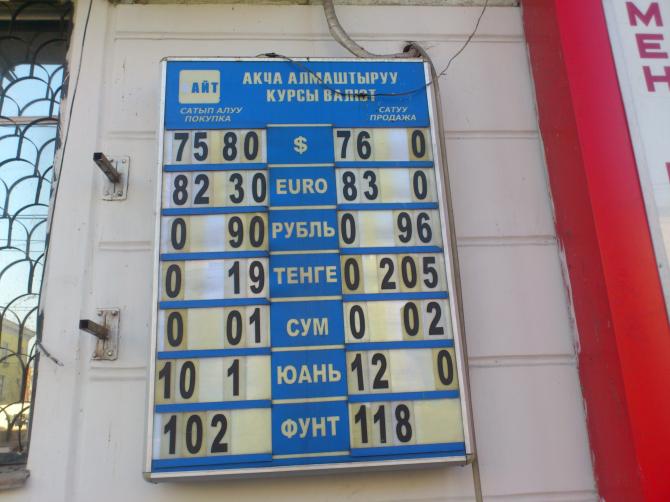 АЙТ
АКЧА АЛМАШТЫРУУ
КУРСЫ ВАЛЮТ
САТЫП АЛУУ
ПОКУПКА
САТУУ
ПРОДАЖА
75 80 $ 76 0
82 30 EURO 83 0
0 90 РУБЛЬ 0 96
0 19 ТЕНГЕ 0 205
0 01 СУМ 0 02
10 1 ЮАНЬ 12 0
102 ФУНТ 118
М
Е
Н